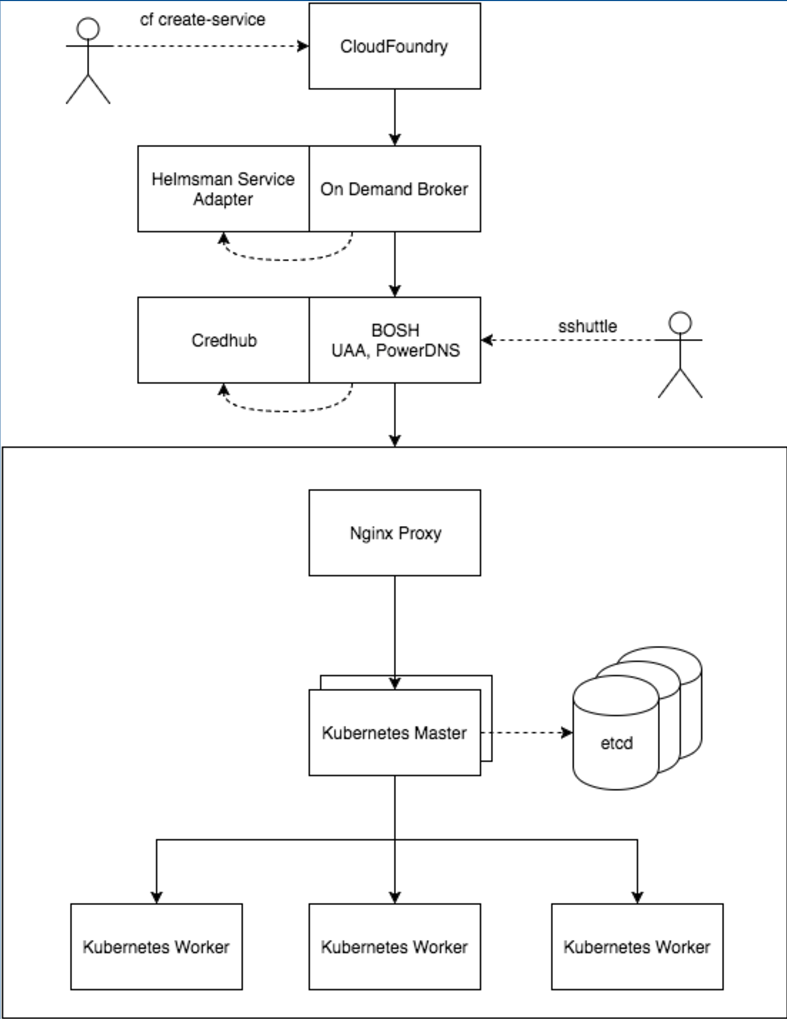 cf create-service
CloudFoundry
Helmsman Service
Adapter
On Demand Broker
Credhub
BOSH
UAA, PowerDNS
sshuttle
Nginx Proxy
Kubernetes Master
etcd
Kubernetes Worker
Kubernetes Worker
Kubernetes Worker